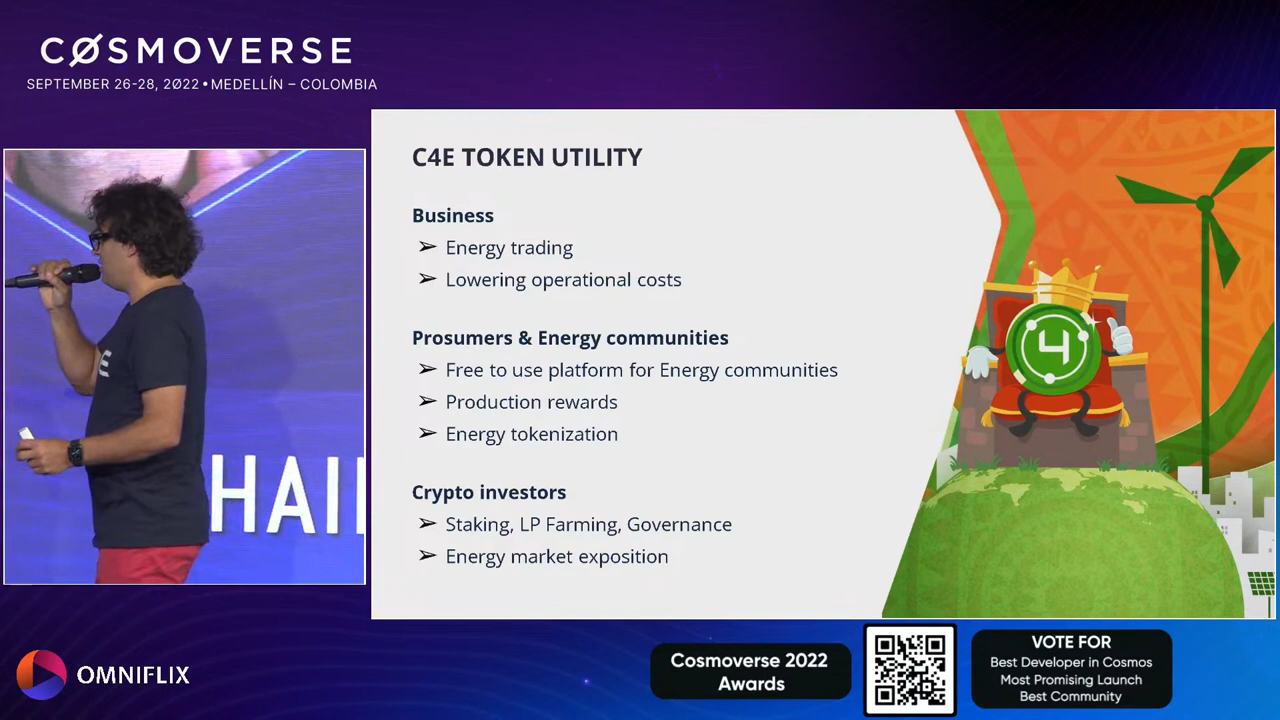 CØSMOVERSE
SEPTEMBER 26-28, 2Ø22 • MEDELLÍN – COLOMBIA
C4E TOKEN UTILITY
Business
➢ Energy trading
➢ Lowering operational costs
Prosumers & Energy communities
➢ Free to use platform for Energy communities
➢ Production rewards
➢ Energy tokenization
Crypto investors
➢ Staking, LP Farming, Governance
➢ Energy market exposition
4
E
HAI
OMNIFLIX
Cosmoverse 2022
Awards
VOTE FOR
Best Developer in Cosmos
Most Promising Launch
Best Community